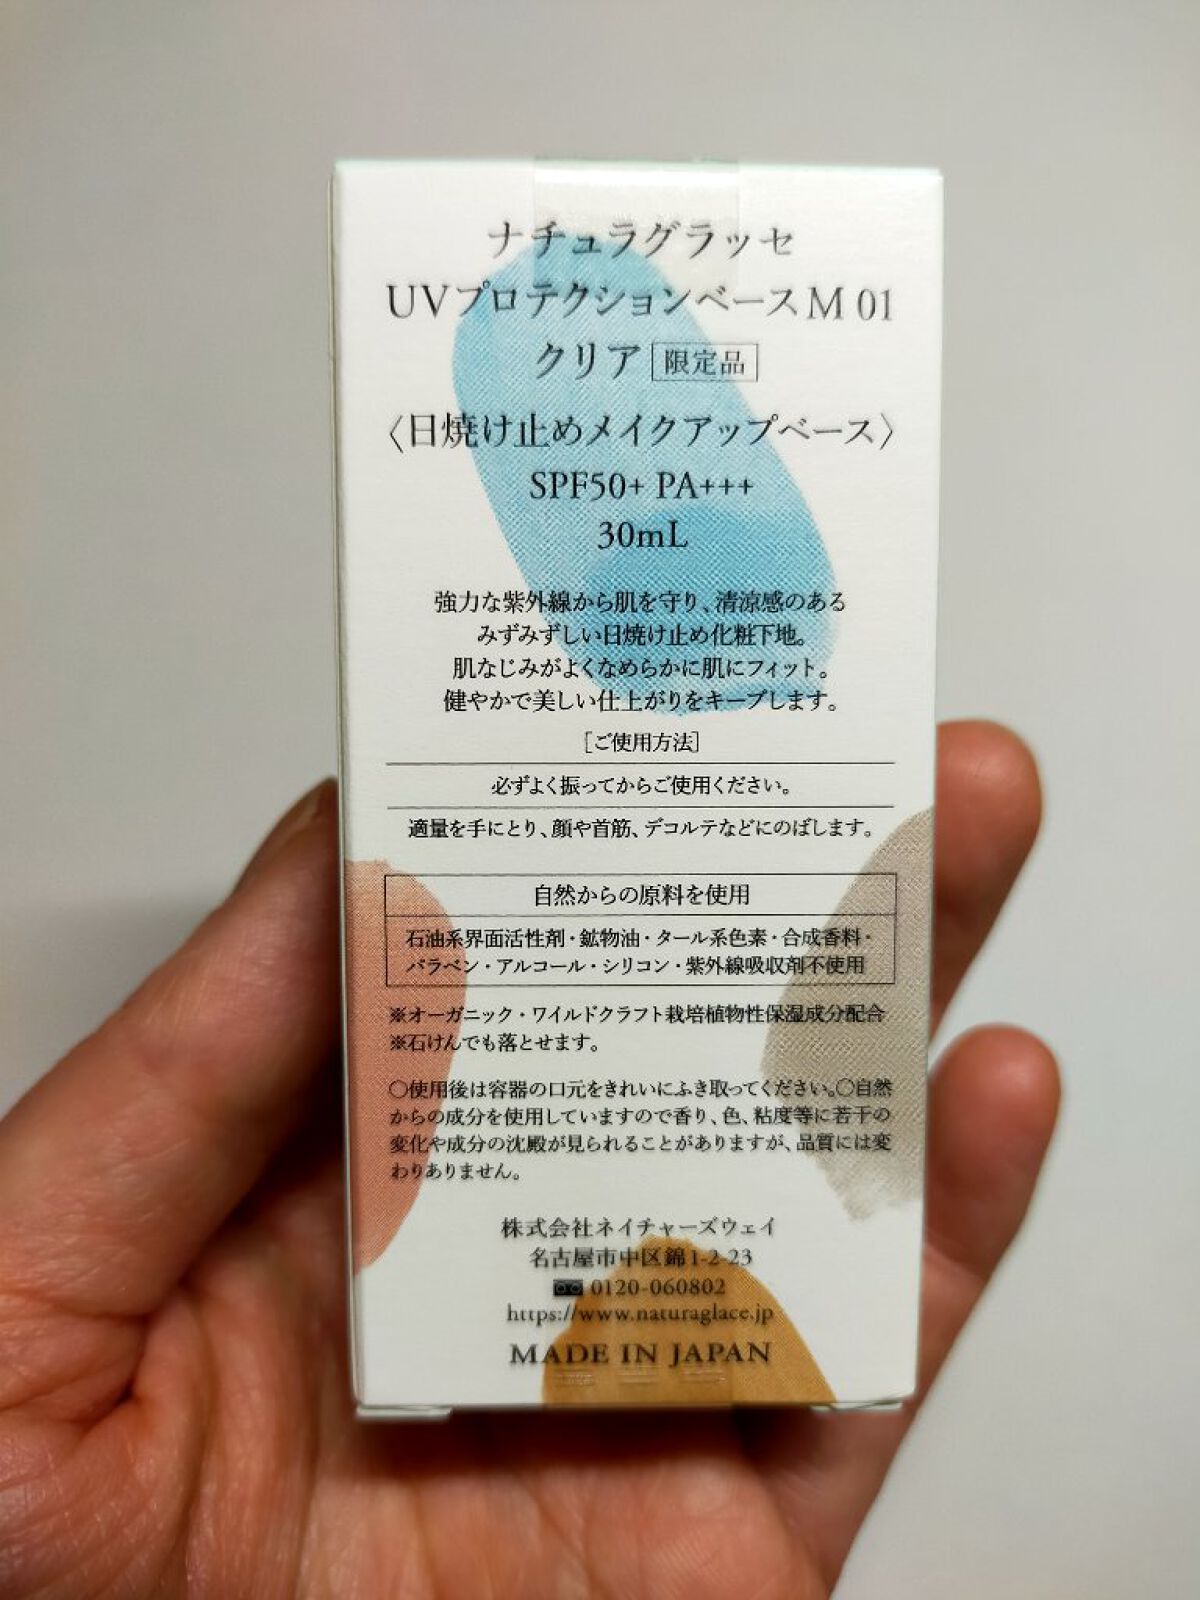 ナチュラグラッセ
UVプロテクションベースM 01
クリア 限定品
〈日焼け止めメイクアップベース〉
SPF50+ PA+++
30mL
強力な紫外線から肌を守り、清涼感のある
みずみずしい日焼け止め化粧下地。
肌なじみがよくなめらかに肌にフィット。
健やかで美しい仕上がりをキープします。
［ご使用方法］
必ずよく振ってからご使用ください。
適量を手にとり、顔や首筋、デコルテなどにのばします。
自然からの原料を使用
石油系界面活性剤・鉱物油・タール系色素・合成香料・
パラベン・アルコール・シリコン・紫外線吸収剤不使用
※オーガニック・ワイルドクラフト栽培植物性保湿成分配合
※石けんでも落とせます。
○使用後は容器の口元をきれいにふき取ってください。○自然
からの成分を使用していますので香り、色、粘度等に若干の
変化や成分の沈殿が見られることがありますが、品質には変
わりありません。
株式会社ネイチャーズウェイ
名古屋市中区錦1-2-23
0120-060802
https://www.naturaglace.jp
MADE IN JAPAN